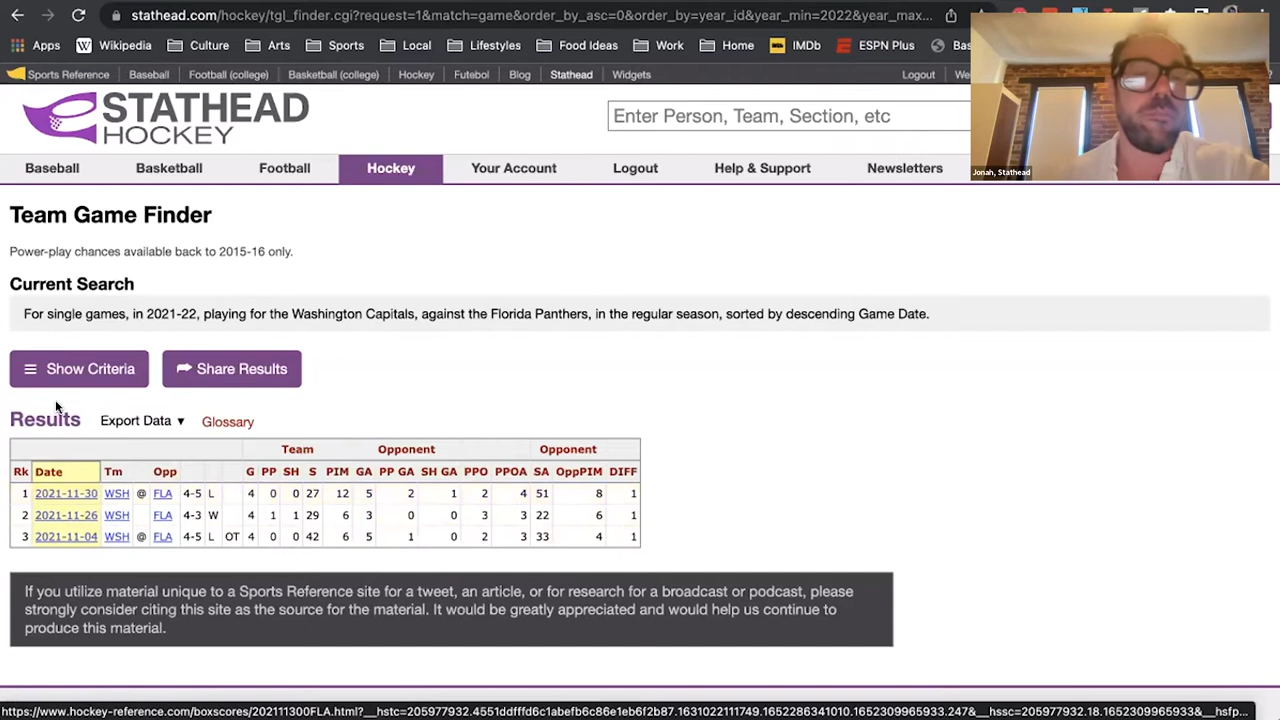 stathead.com/hockey/tgl_finder.cgi?request=1&match=game&order_by_asc=0&order_by=year_id&year_min=2022&year_max...
Apps Wikipedia Culture Arts Sports Local Lifestyles Food Ideas Work Home IMDb ESPN Plus
Sports Reference Baseball Football (college) Basketball (college) Hockey Futebol Blog Stathead Widgets Logout
STATHEAD
HOCKEY
Enter Person, Team, Section, etc
Jonah, Stathead
Baseball Basketball Football Hockey Your Account Logout Help & Support Newsletters
Team Game Finder
Power-play chances available back to 2015-16 only.
Current Search
For single games, in 2021-22, playing for the Washington Capitals, against the Florida Panthers, in the regular season, sorted by descending Game Date.
Show Criteria Share Results
Results Export Data ▼ Glossary
Team Opponent Opponent
Rk Date Tm Opp G PP SH S PIM GA PP GA SH GA PPO PPOA SA OppPIM DIFF
1 2021-11-30 WSH @ FLA 4-5 L 4 0 0 27 12 5 2 1 2 4 51 8 1
2 2021-11-26 WSH FLA 4-3 W 4 1 1 29 6 3 0 0 3 3 22 6 1
3 2021-11-04 WSH @ FLA 4-5 L OT 4 0 0 42 6 5 1 0 2 3 33 4 1
If you utilize material unique to a Sports Reference site for a tweet, an article, or for research for a broadcast or podcast, please
strongly consider citing this site as the source for the material. It would be greatly appreciated and would help us continue to
produce this material.
https://www.hockey-reference.com/boxscores/202111300FLA.html?__hstc=205977932.4551ddfffd6c1abefb6c86e1eb6f2b87.1631022111749.1652286341010.1652309965933.247&__hssc=205977932.18.1652309965933&__hsfp...